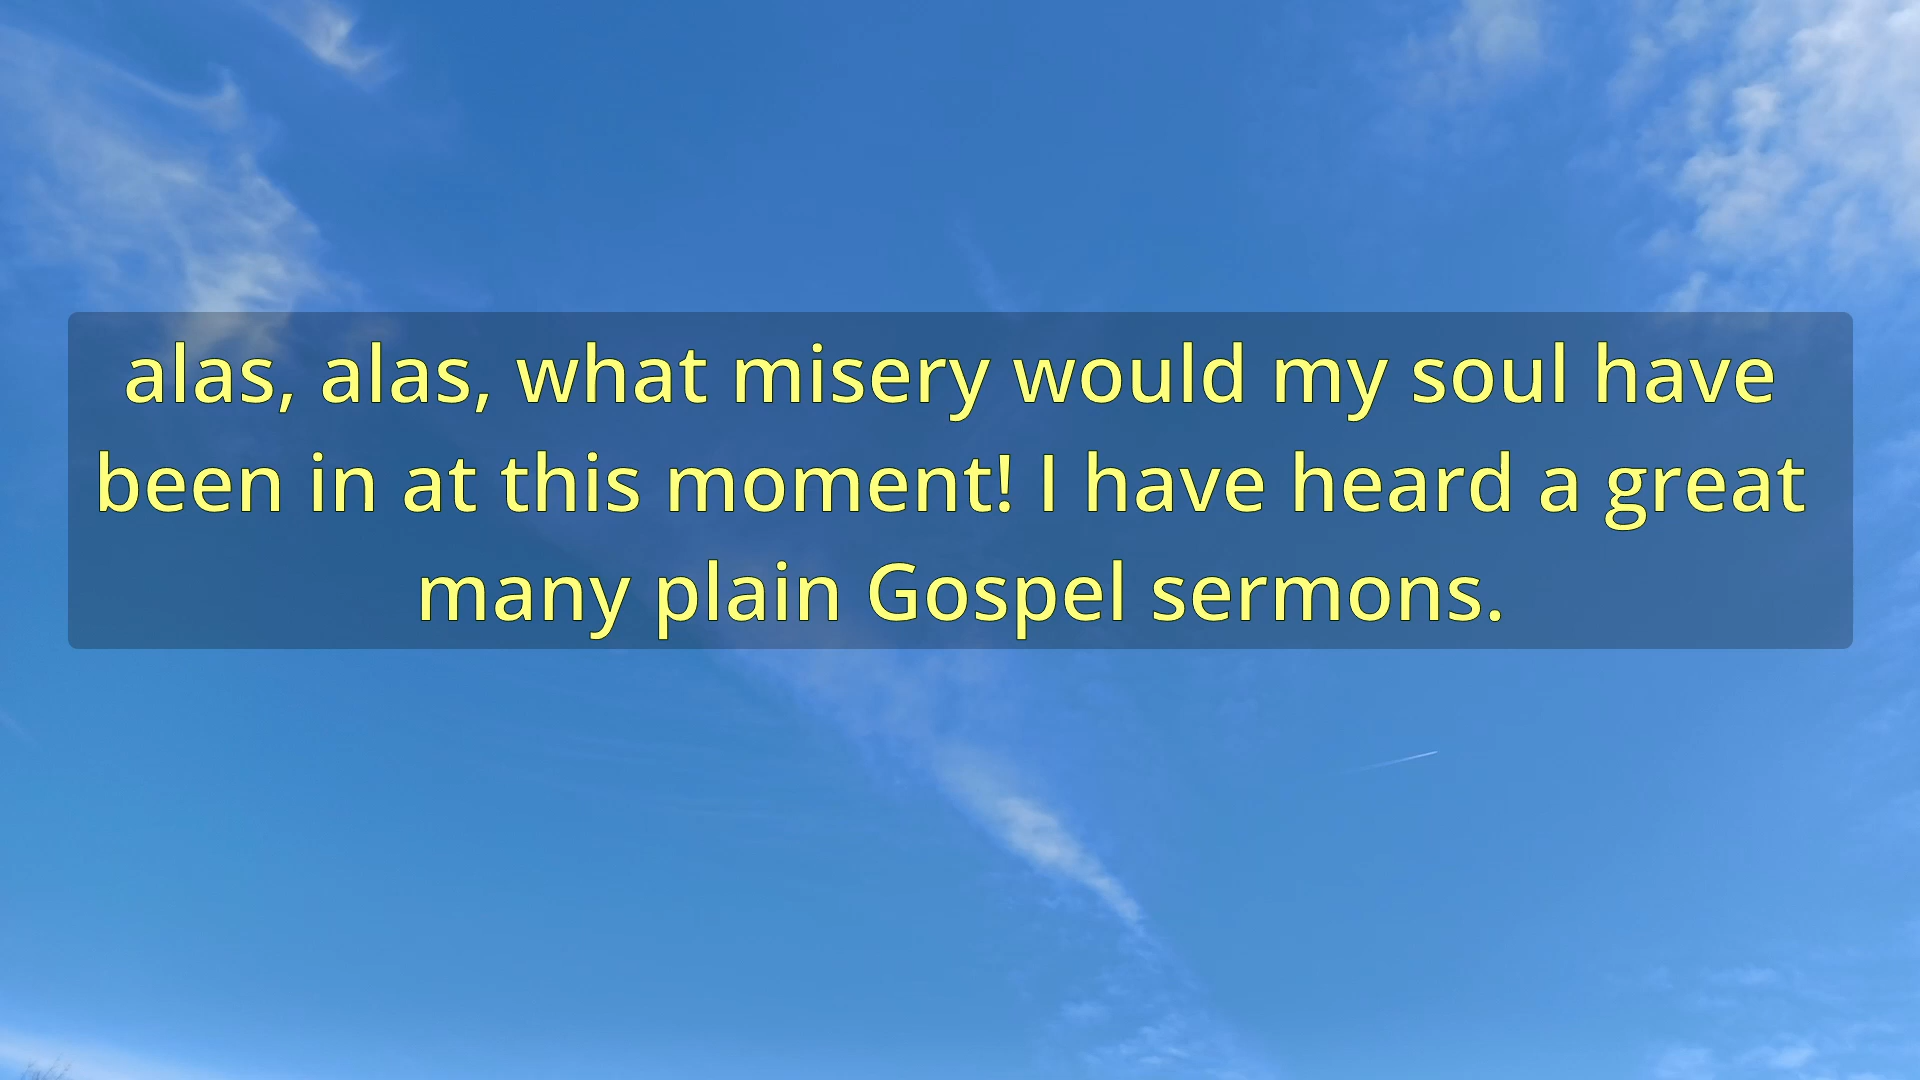 alas, alas, what misery would my soul have
been in at this moment! I have heard a great
many plain Gospel sermons.